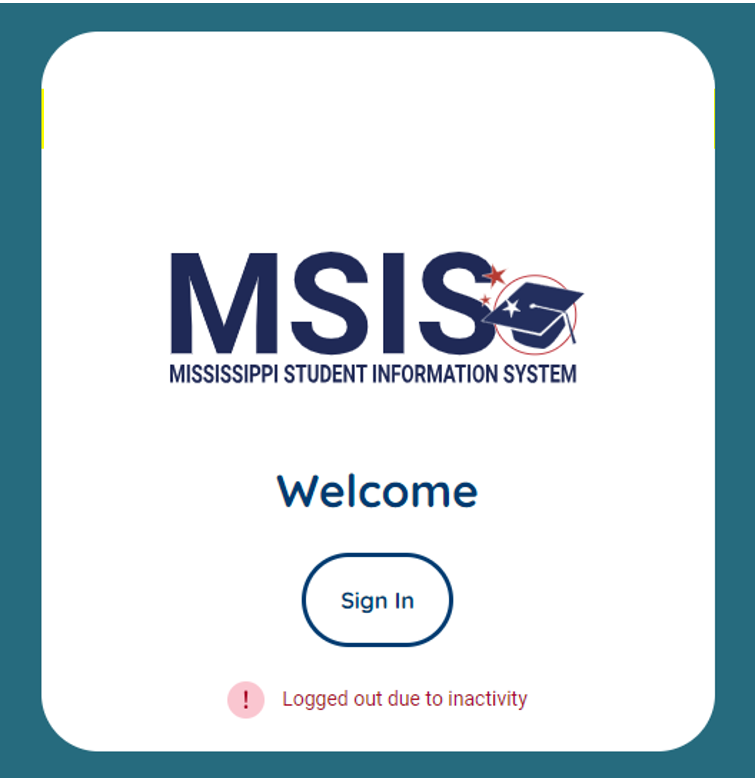 MSIS
MISSISSIPPI STUDENT INFORMATION SYSTEM
Welcome
Sign In
! Logged out due to inactivity